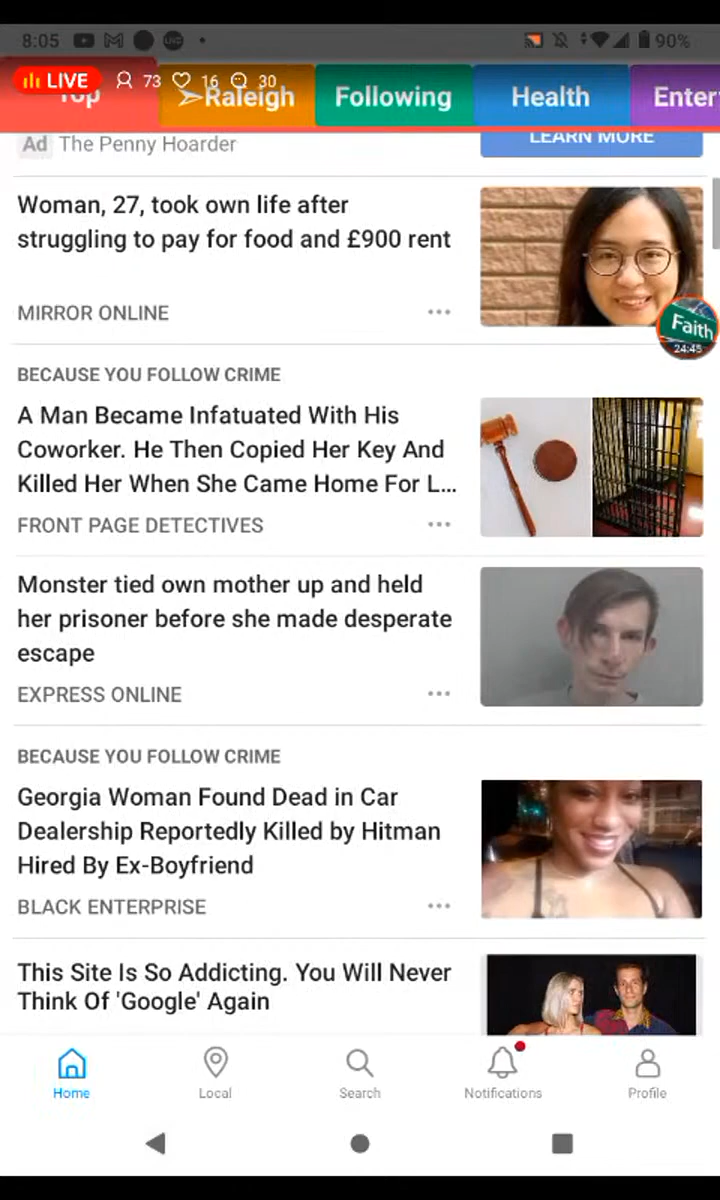 8:05
90%
LIVE 73 16 30
Top
Raleigh
Following
Health
Enter
Ad The Penny Hoarder
LEARN MORE
Woman, 27, took own life after
struggling to pay for food and £900 rent
MIRROR ONLINE
Faith
24:45
BECAUSE YOU FOLLOW CRIME
A Man Became Infatuated With His
Coworker. He Then Copied Her Key And
Killed Her When She Came Home For L...
FRONT PAGE DETECTIVES
Monster tied own mother up and held
her prisoner before she made desperate
escape
EXPRESS ONLINE
BECAUSE YOU FOLLOW CRIME
Georgia Woman Found Dead in Car
Dealership Reportedly Killed by Hitman
Hired By Ex-Boyfriend
BLACK ENTERPRISE
This Site Is So Addicting. You Will Never
Think Of 'Google' Again
Home
Local
Search
Notifications
Profile